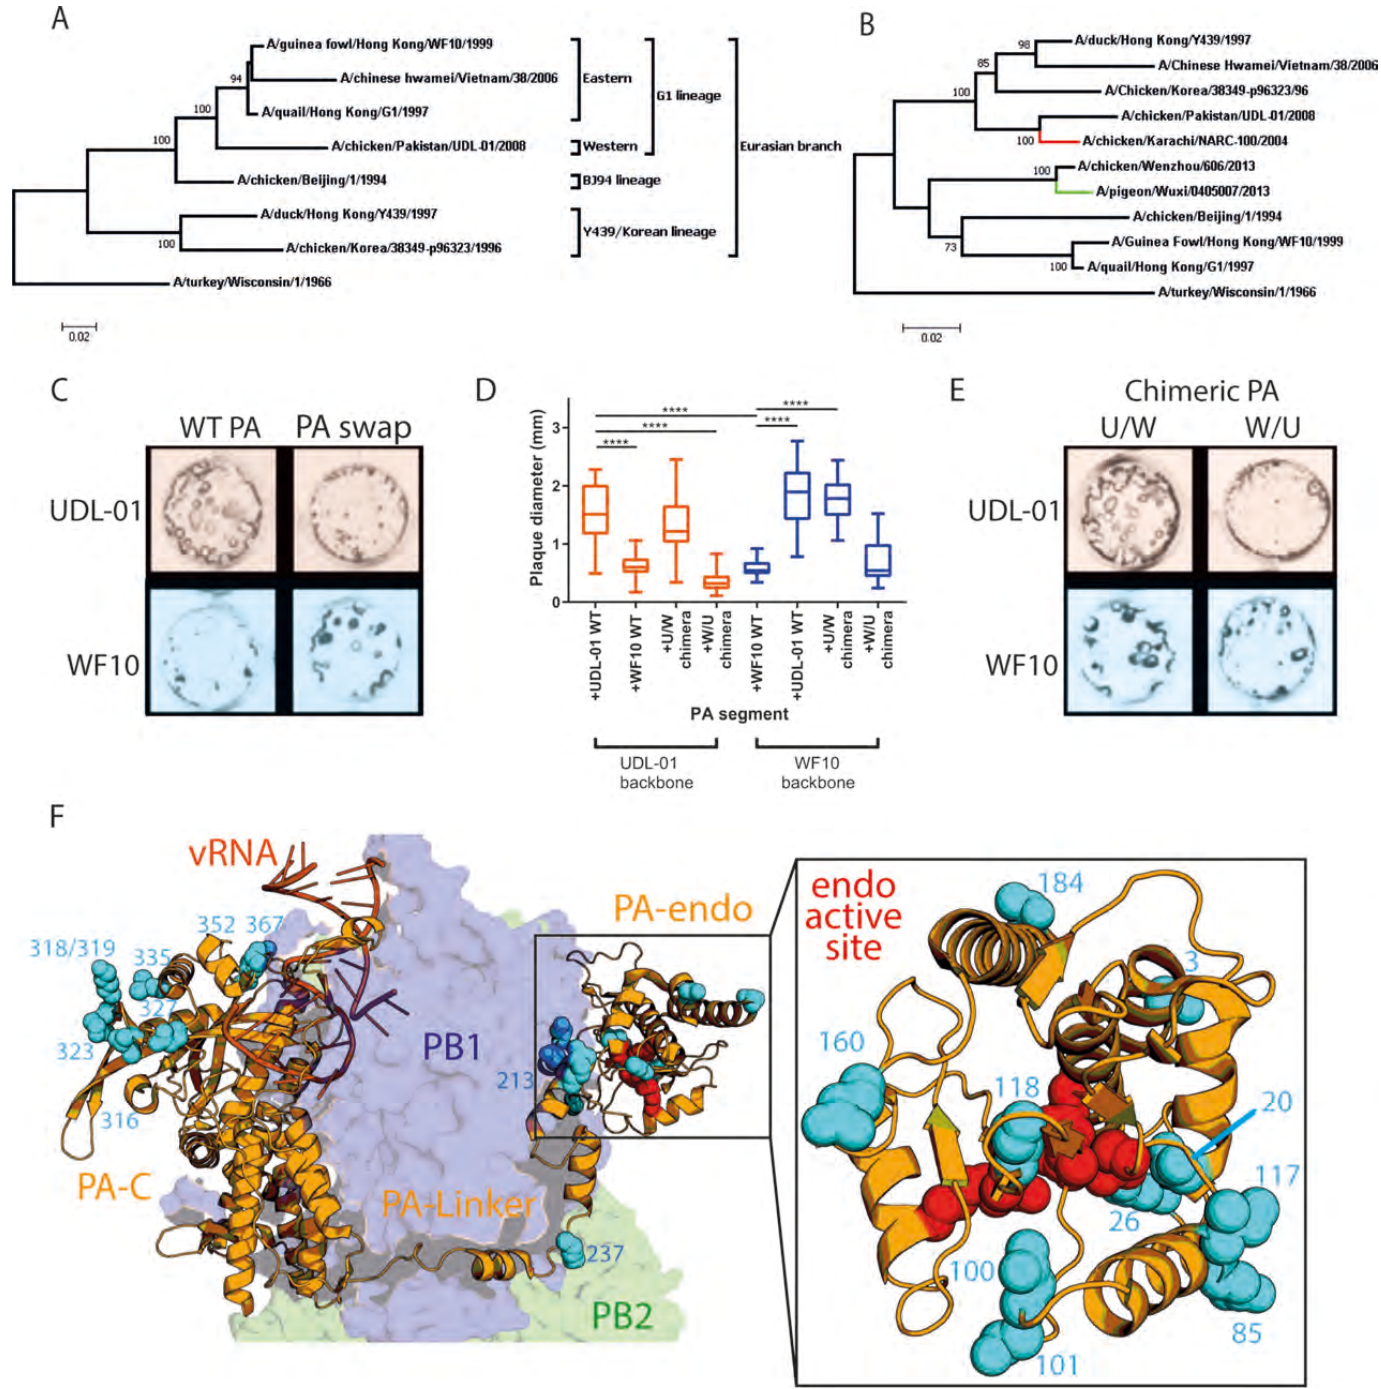 A
A/guinea fowl/Hong Kong/WF10/1999
94
A/chinese hwamei/Vietnam/38/2006
Eastern
100
G1 lineage
A/quail/Hong Kong/G1/1997
100
A/chicken/Pakistan/UDL-01/2008
Western
Eurasian branch
A/chicken/Beijing/1/1994
BJ94 lineage
A/duck/Hong Kong/Y439/1997
Y439/Korean lineage
100
A/chicken/Korea/38349-p96323/1996
A/turkey/Wisconsin/1/1966
0.02
B
98
A/duck/Hong Kong/Y439/1997
85
A/Chinese Hwamei/Vietnam/38/2006
100
A/Chicken/Korea/38349-p96323/96
A/chicken/Pakistan/UDL-01/2008
100
A/chicken/Karachi/NARC-100/2004
A/chicken/Wenzhou/606/2013
100
A/pigeon/Wuxi/0405007/2013
A/chicken/Beijing/1/1994
73
A/Guinea Fowl/Hong Kong/WF10/1999
100
A/quail/Hong Kong/G1/1997
A/turkey/Wisconsin/1/1966
0.02
C
WT PA
PA swap
UDL-01
WF10
D
Plaque diameter (mm)
3
2
1
0
****
****
****
****
****
+UDL-01 WT
+WF10 WT
+U/W chimera
+W/U chimera
+WF10 WT
+UDL-01 WT
+U/W chimera
+W/U chimera
PA segment
UDL-01
backbone
WF10
backbone
E
Chimeric PA
U/W
W/U
UDL-01
WF10
F
vRNA
352
367
318/319
335
327
323
316
PA-C
PB1
PA-Linker
213
PA-endo
237
PB2
endo
active
site
184
3
160
118
20
117
26
100
101
85